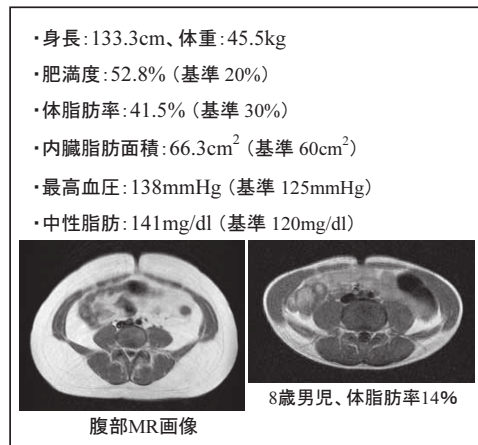 ・身長：133.3cm、体重：45.5kg
・肥満度：52.8%（基準 20%）
・体脂肪率：41.5%（基準 30%）
・内臓脂肪面積：66.3cm²（基準 60cm²）
・最高血圧：138mmHg（基準 125mmHg）
・中性脂肪：141mg/dl（基準 120mg/dl）
8歳男児、体脂肪率14%
腹部MR画像